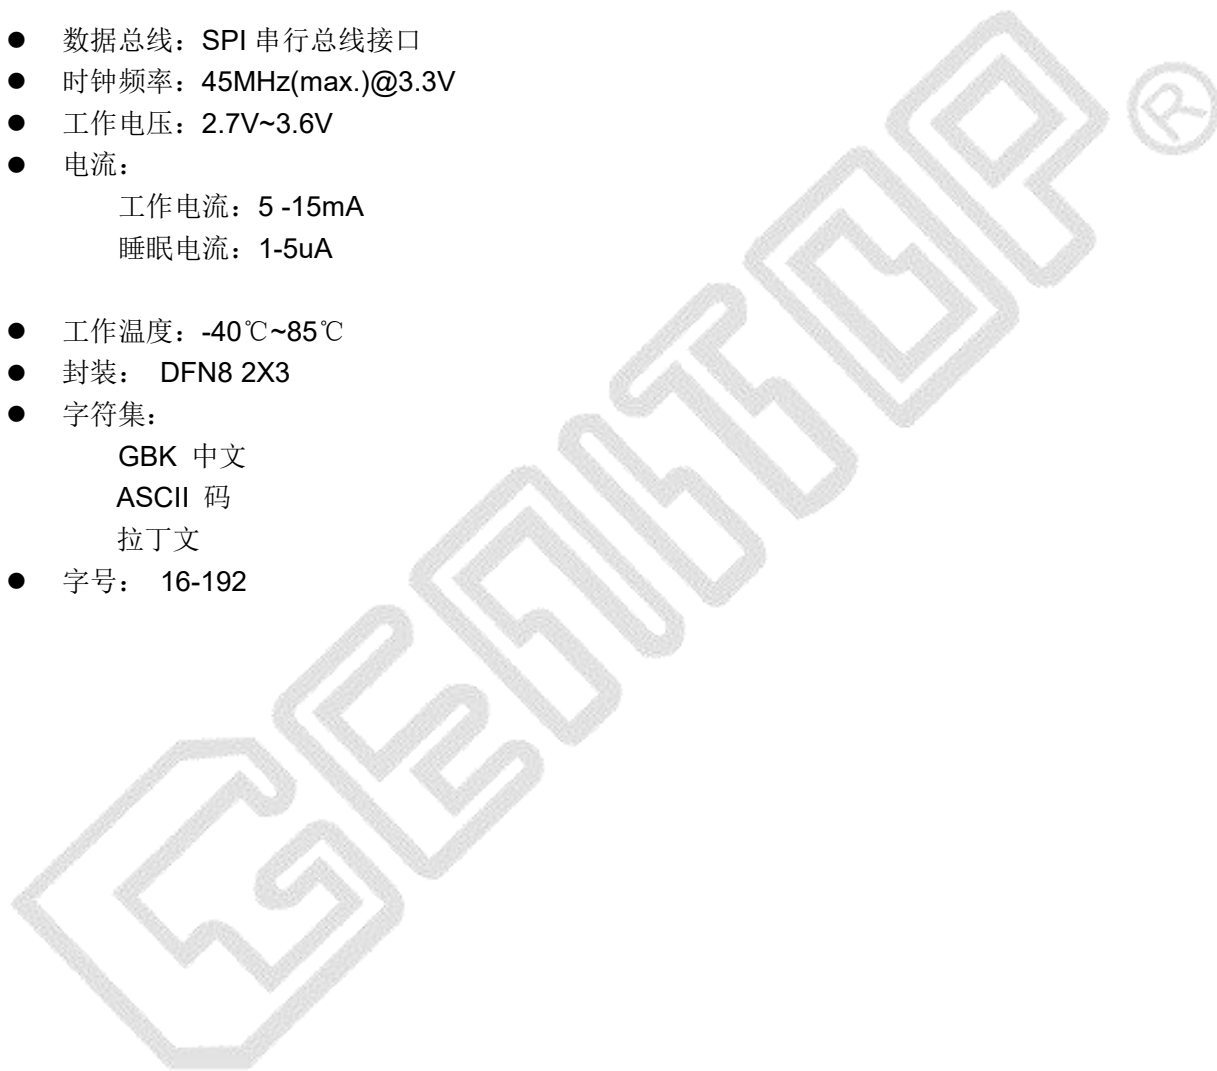 ● 数据总线：SPI 串行总线接口
● 时钟频率：45MHz(max.)@3.3V
● 工作电压：2.7V~3.6V
● 电流：
工作电流：5 -15mA
睡眠电流：1-5uA
● 工作温度：-40℃~85℃
● 封装： DFN8 2X3
● 字符集：
GBK 中文
ASCII 码
拉丁文
● 字号： 16-192
GENTOP®